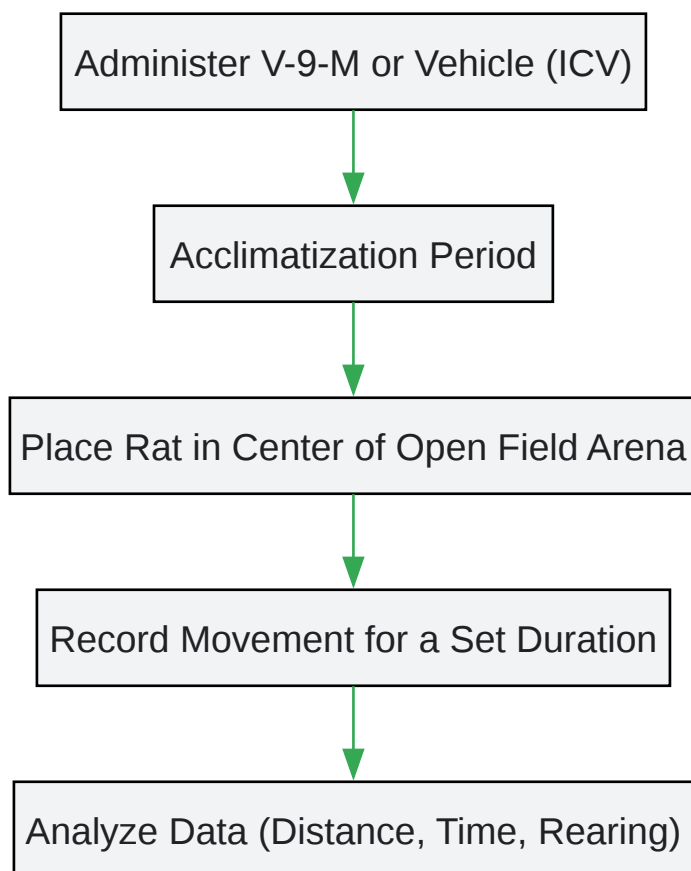 Administer V-9-M or Vehicle (ICV)
Acclimatization Period
Place Rat in Center of Open Field Arena
Record Movement for a Set Duration
Analyze Data (Distance, Time, Rearing)